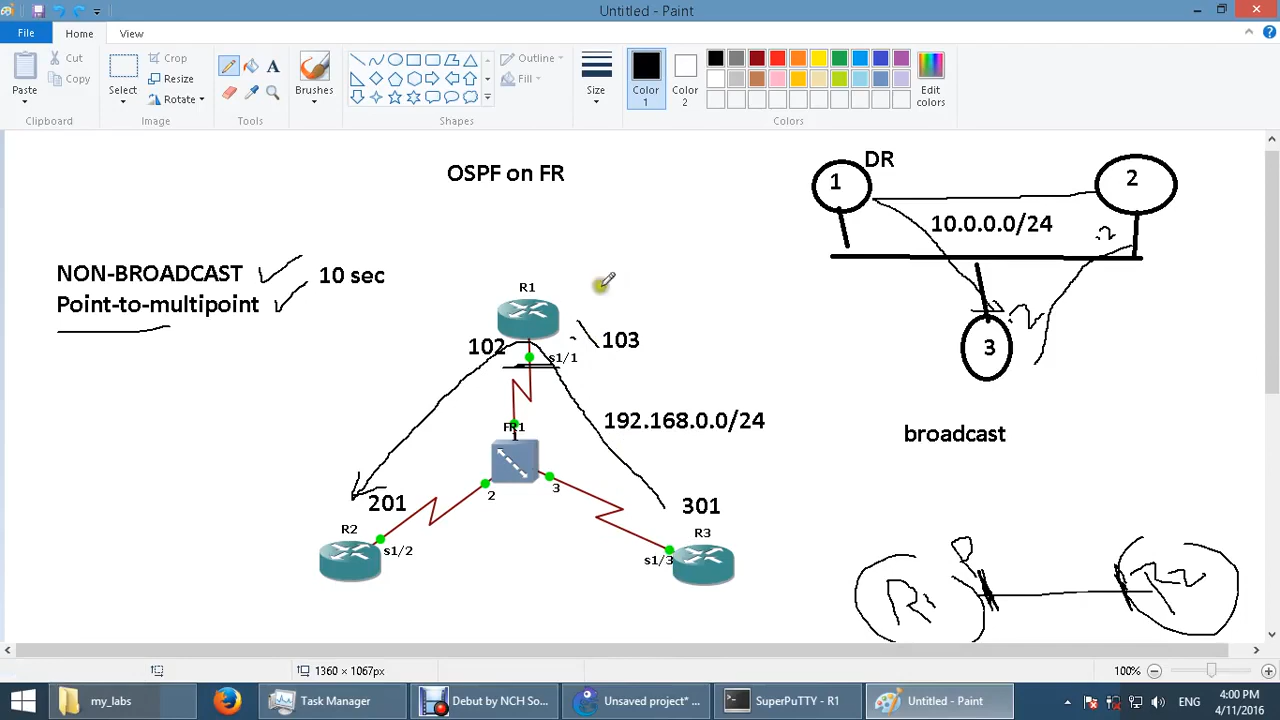 Untitled - Paint
File
Home
View
Paste
Cut
Copy
Clipboard
Select
Crop
Resize
Rotate
Image
Tools
Brushes
Shapes
Outline
Fill
Size
Color 1
Color 2
Edit colors
Colors
OSPF on FR
NON-BROADCAST
10 sec
Point-to-multipoint
R1
102
103
s1/1
192.168.0.0/24
FR1
1
2
3
201
301
R2
s1/2
R3
s1/3
1
DR
2
10.0.0.0/24
.2
3
broadcast
D
R1
R2
1360 × 1067px
100%
my_labs
Task Manager
Debut by NCH So...
Unsaved project*...
SuperPuTTY - R1
Untitled - Paint
ENG
4:00 PM
4/11/2016